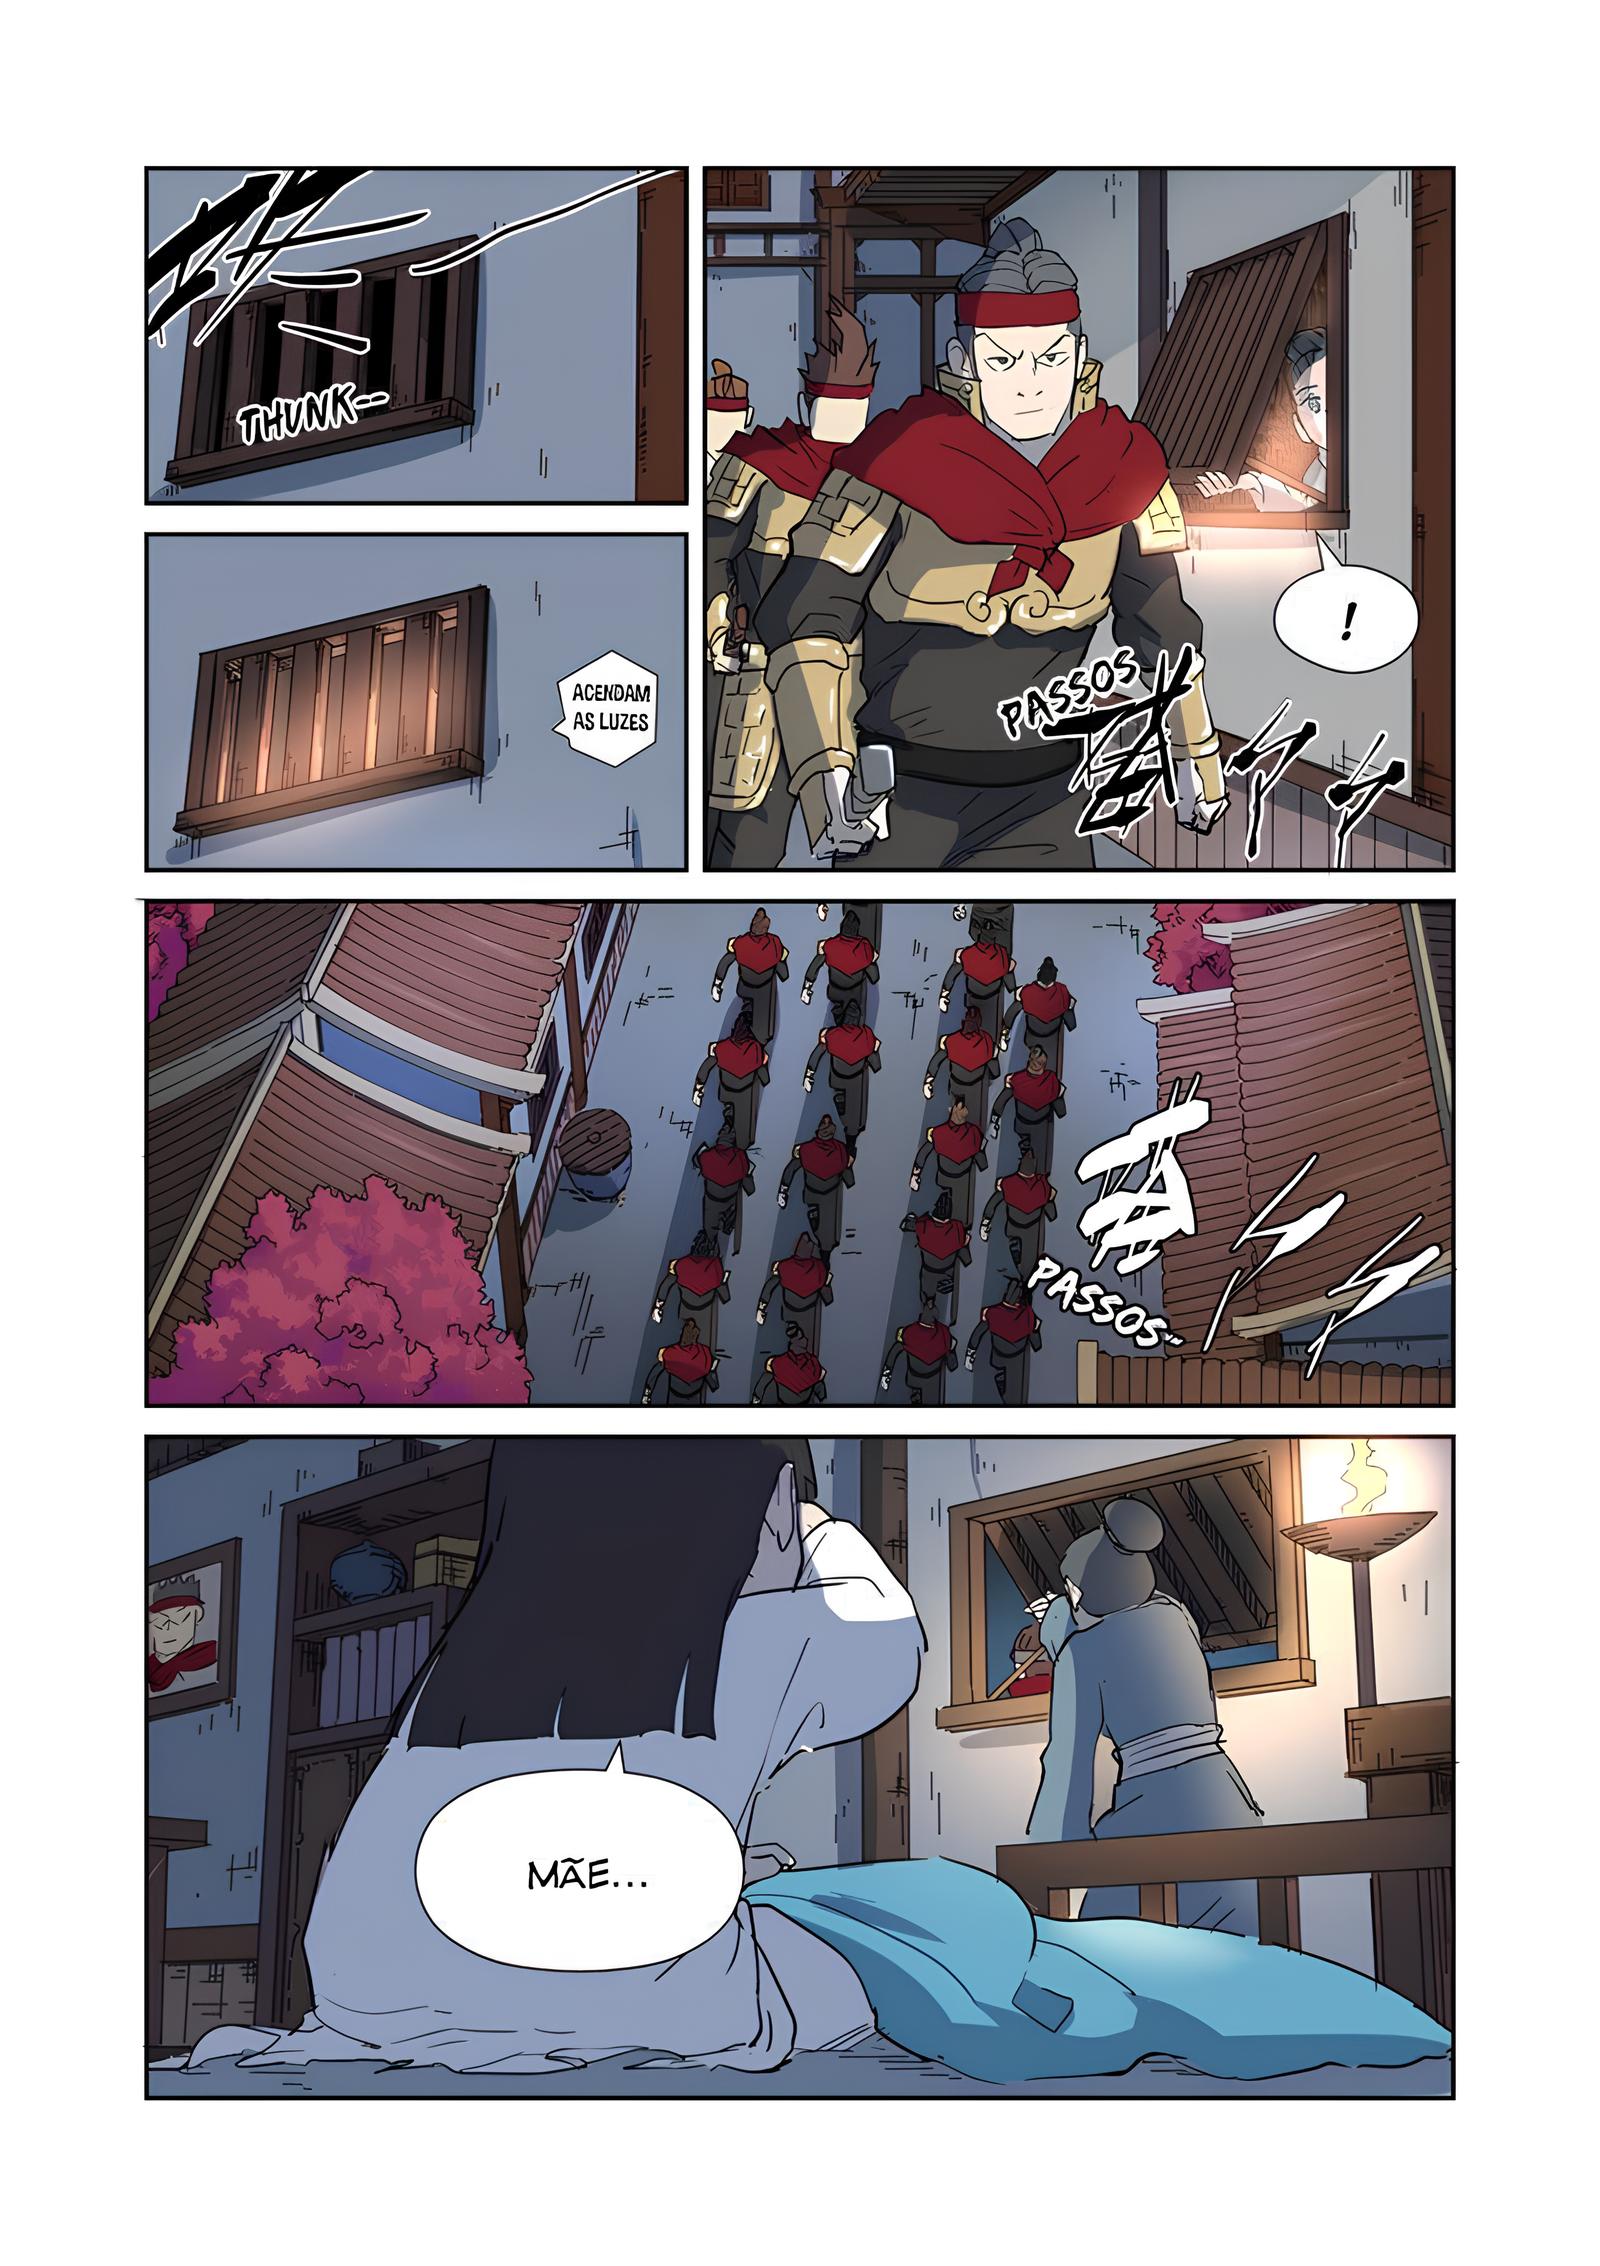 THUNK--
ACENDAM
AS LUZES
!
PASSOS
PASSOS...
MÃE...